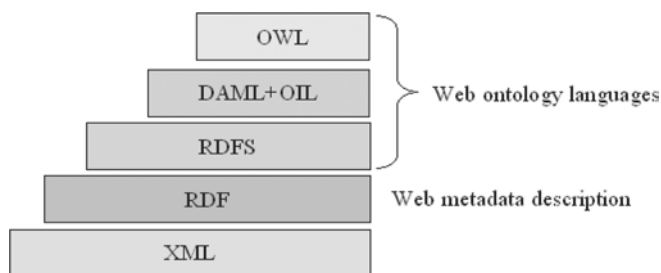 OWL
DAML+OIL
Web ontology languages
RDFS
RDF
Web metadata description
XML